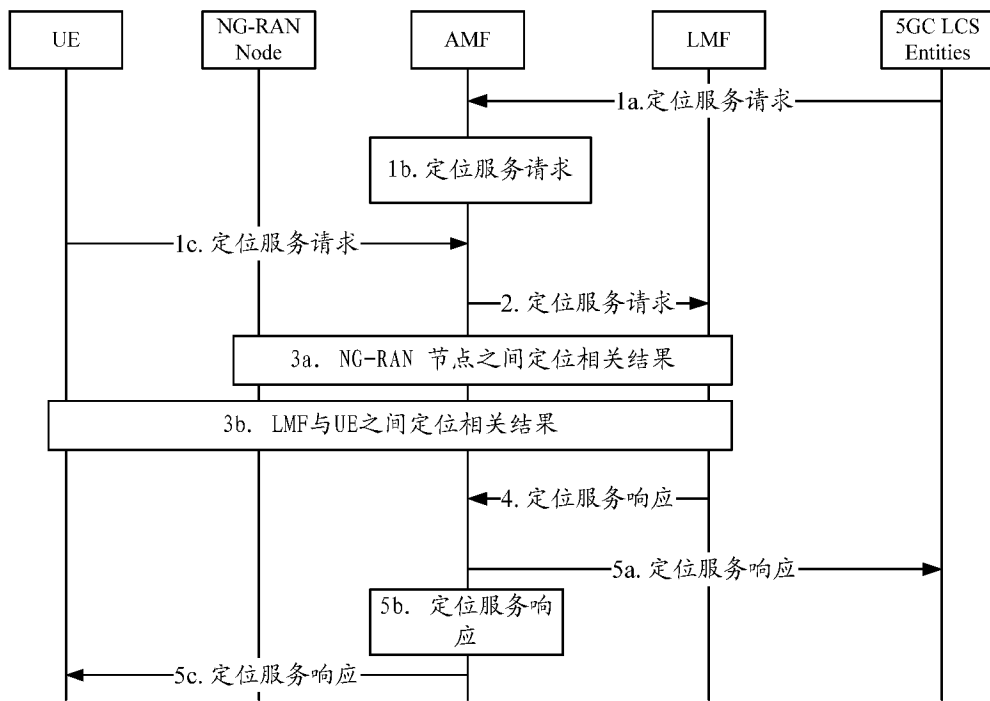 UE
NG-RAN
Node
AMF
LMF
5GC LCS
Entities
1a.定位服务请求
1b.定位服务请求
1c.定位服务请求
2.定位服务请求
3a. NG-RAN 节点之间定位相关结果
3b. LMF与UE之间定位相关结果
4.定位服务响应
5a.定位服务响应
5b. 定位服务响
应
5c.定位服务响应